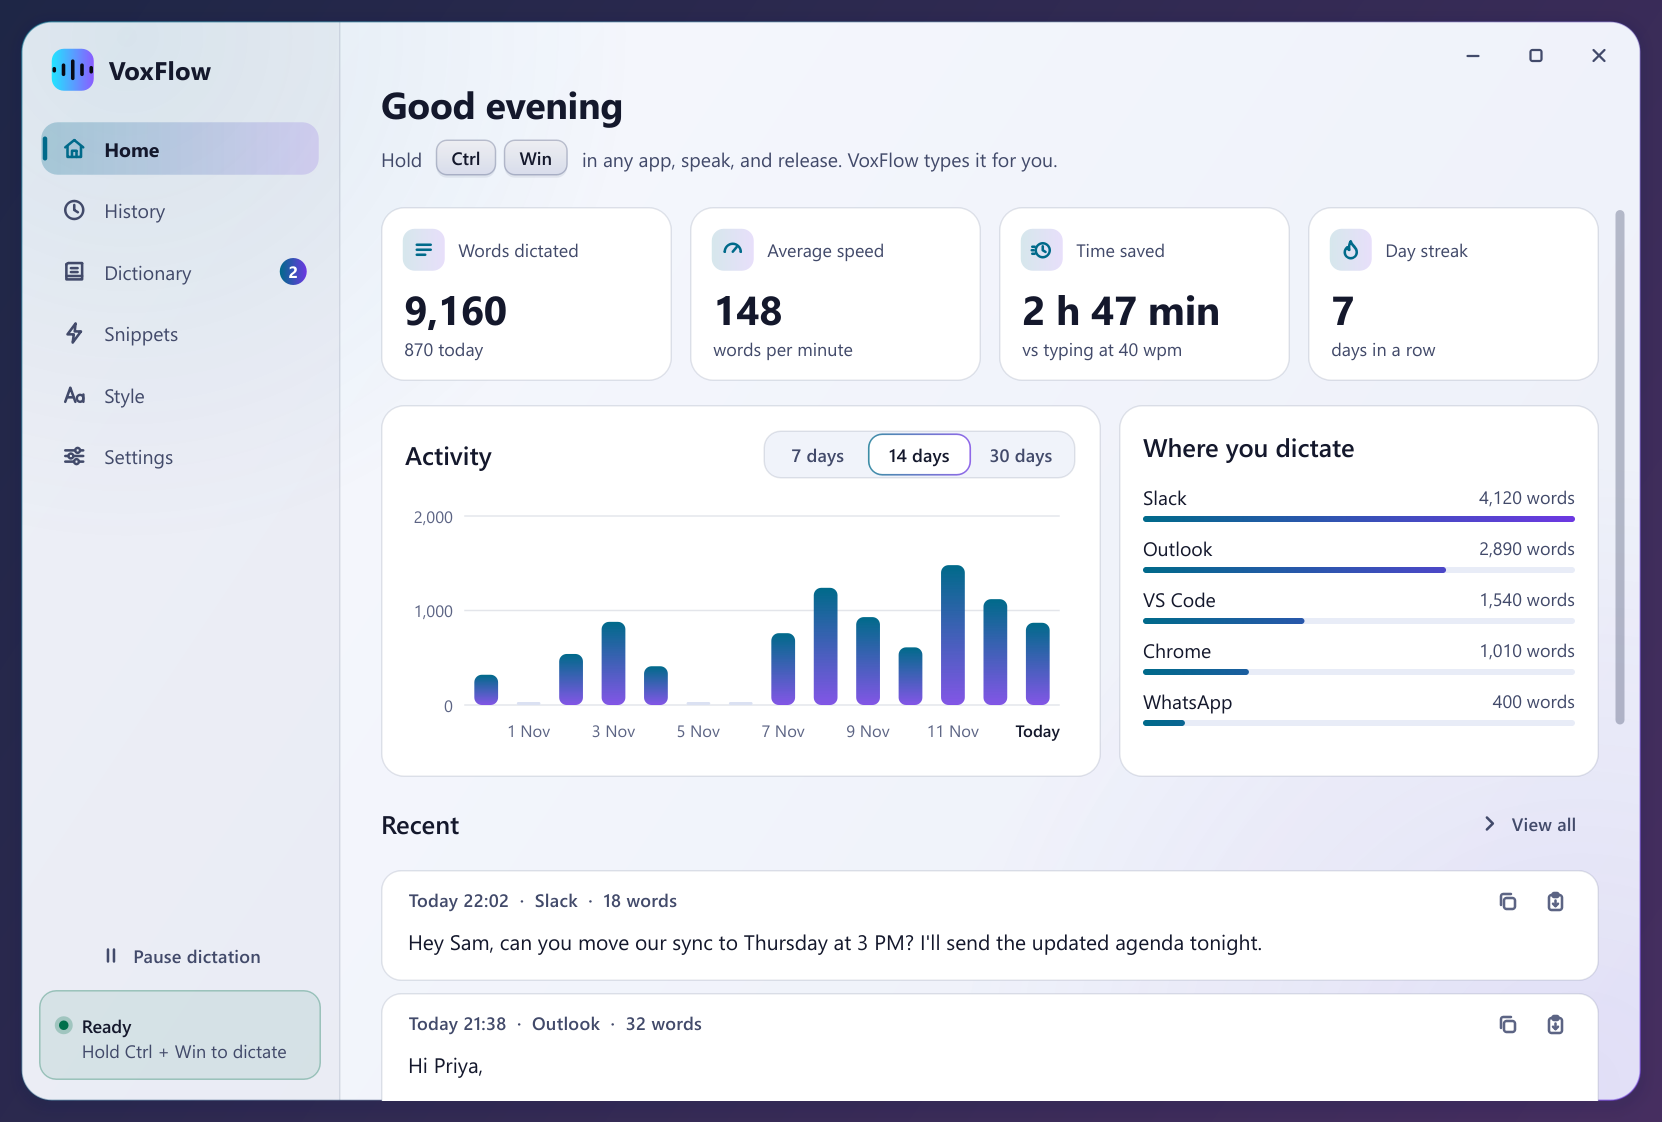 VoxFlow
Home
History
Dictionary 2
Snippets
Aa Style
Settings
Pause dictation
Ready
Hold Ctrl + Win to dictate
Good evening
Hold Ctrl Win in any app, speak, and release. VoxFlow types it for you.
Words dictated
9,160
870 today
Average speed
148
words per minute
Time saved
2 h 47 min
vs typing at 40 wpm
Day streak
7
days in a row
Activity
7 days 14 days 30 days
2,000
1,000
0
1 Nov 3 Nov 5 Nov 7 Nov 9 Nov 11 Nov Today
Where you dictate
Slack 4,120 words
Outlook 2,890 words
VS Code 1,540 words
Chrome 1,010 words
WhatsApp 400 words
Recent
View all
Today 22:02 · Slack · 18 words
Hey Sam, can you move our sync to Thursday at 3 PM? I'll send the updated agenda tonight.
Today 21:38 · Outlook · 32 words
Hi Priya,